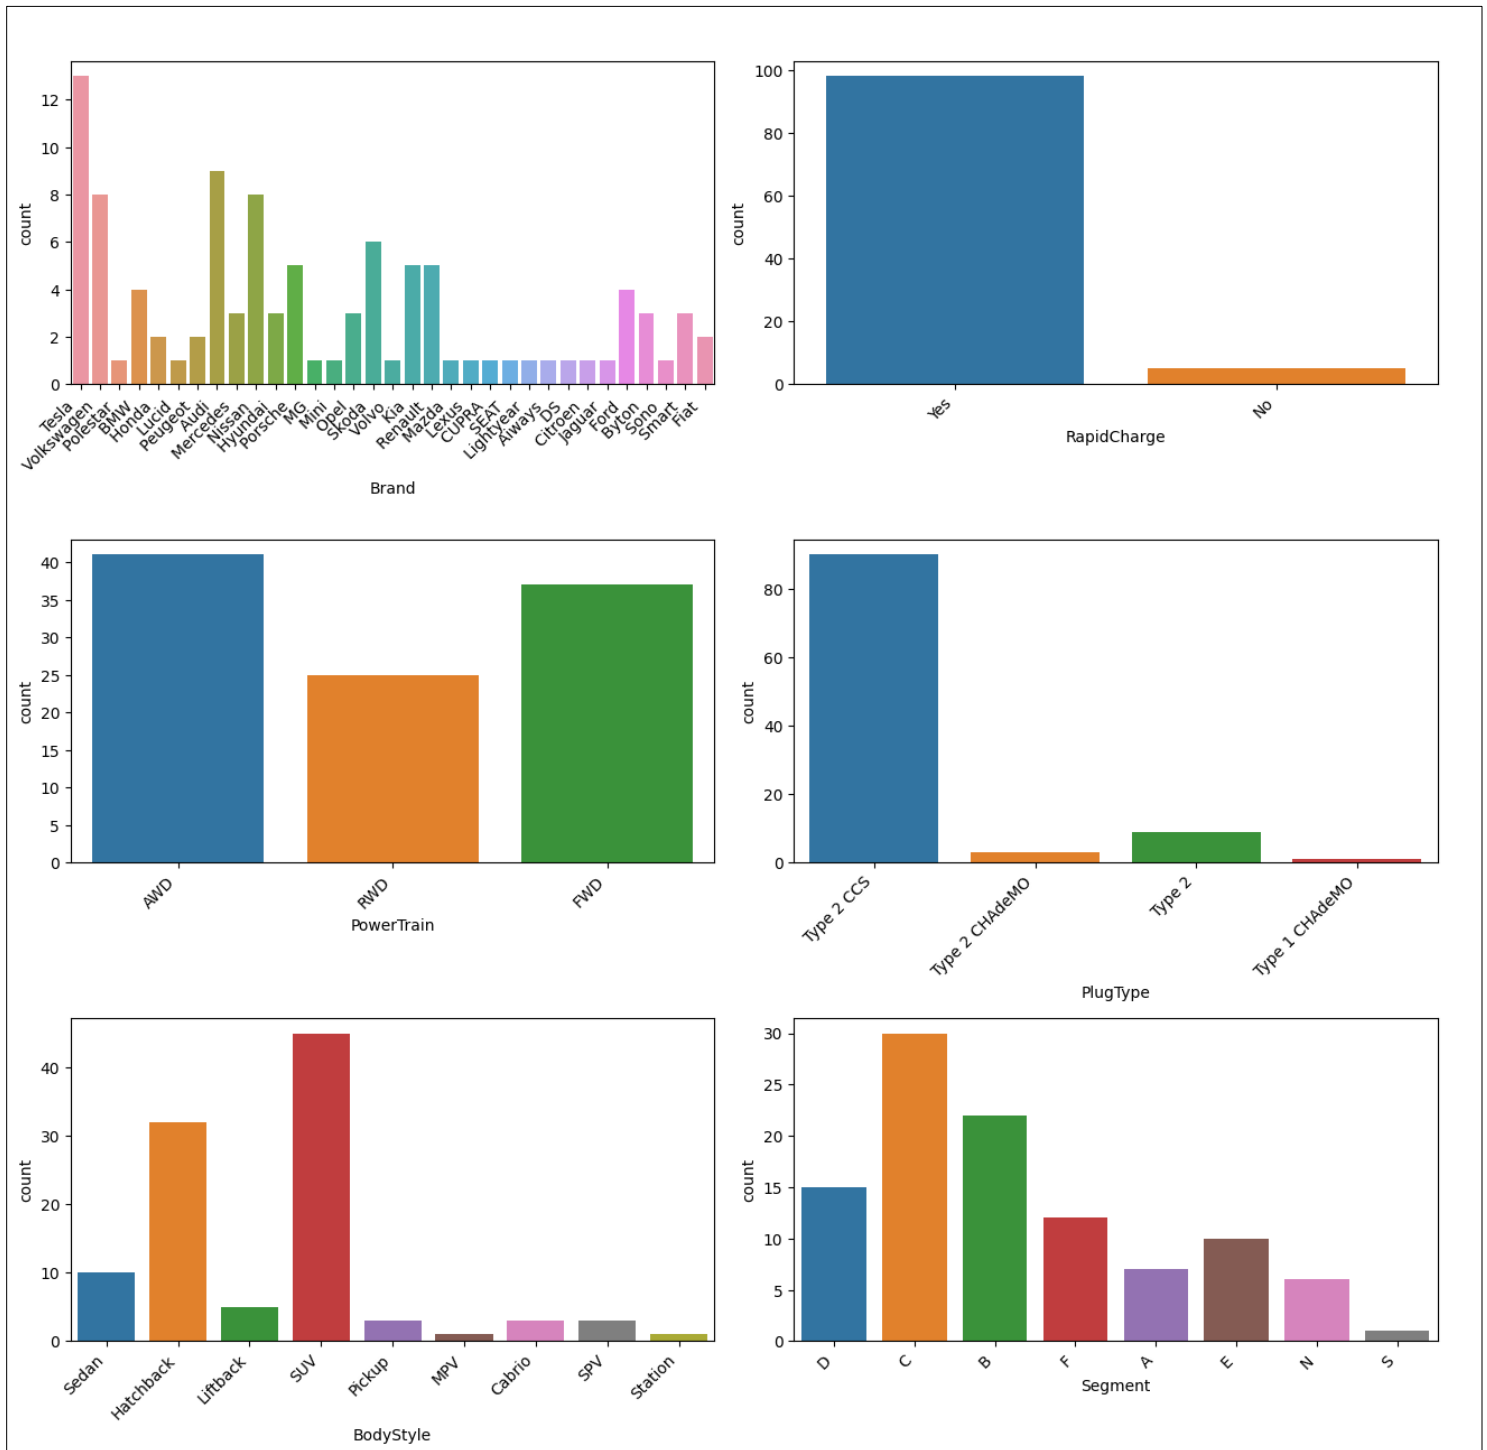 12
10
8
6
4
2
0
count
Tesla
Volkswagen
Polestar
BMW
Honda
Lucid
Peugeot
Audi
Mercedes
Nissan
Hyundai
Porsche
MG
Mini
Opel
Skoda
Volvo
Kia
Renault
Mazda
Lexus
CUPRA
SEAT
Lightyear
Aiways
DS
Citroen
Jaguar
Ford
Byton
Sono
Smart
Fiat
Brand
100
80
60
40
20
0
count
Yes
No
RapidCharge
40
35
30
25
20
15
10
5
0
count
AWD
RWD
FWD
PowerTrain
80
60
40
20
0
count
Type 2 CCS
Type 2 CHAdeMO
Type 2
Type 1 CHAdeMO
PlugType
40
30
20
10
0
count
Sedan
Hatchback
Liftback
SUV
Pickup
MPV
Cabrio
SPV
Station
BodyStyle
30
25
20
15
10
5
0
count
D
C
B
F
A
E
N
S
Segment